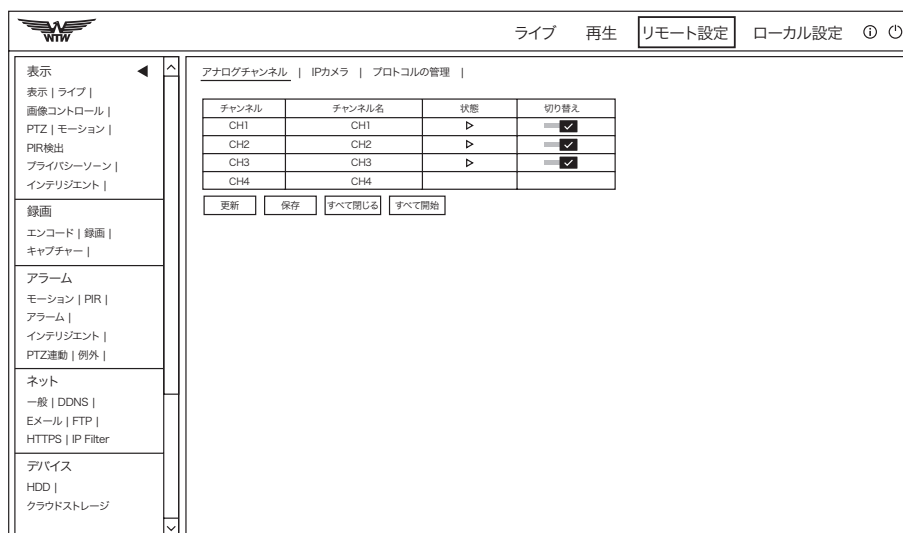 WTW
ライブ 再生 リモート設定 ローカル設定
表示
表示 | ライブ |
画像コントロール |
PTZ | モーション |
PIR検出
プライバシーゾーン |
インテリジェント |
録画
エンコード | 録画 |
キャプチャー |
アラーム
モーション | PIR |
アラーム |
インテリジェント |
PTZ連動 | 例外 |
ネット
一般 | DDNS |
Eメール | FTP |
HTTPS | IP Filter
デバイス
HDD |
クラウドストレージ
アナログチャンネル | IPカメラ | プロトコルの管理 |
チャンネル チャンネル名 状態 切り替え
CH1 CH1
CH2 CH2
CH3 CH3
CH4 CH4
更新 保存 すべて閉じる すべて開始